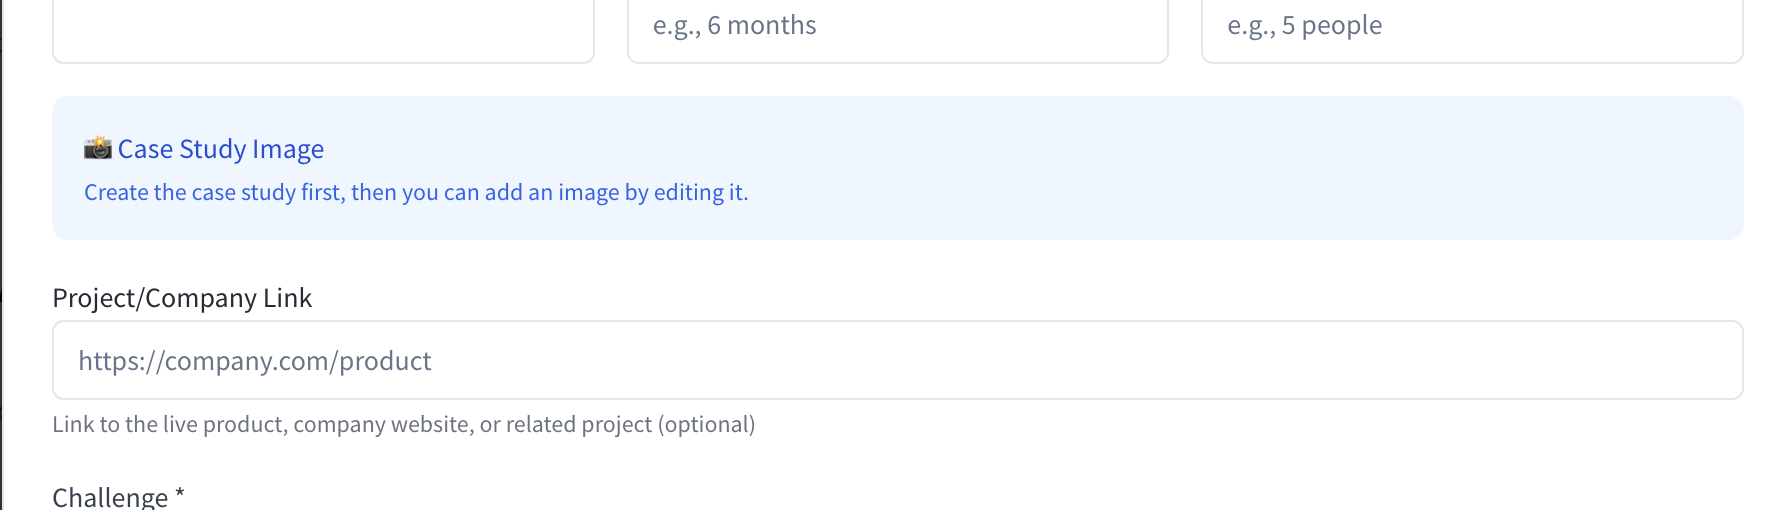 e.g., 6 months
e.g., 5 people
📸 Case Study Image
Create the case study first, then you can add an image by editing it.
Project/Company Link
https://company.com/product
Link to the live product, company website, or related project (optional)
Challenge *